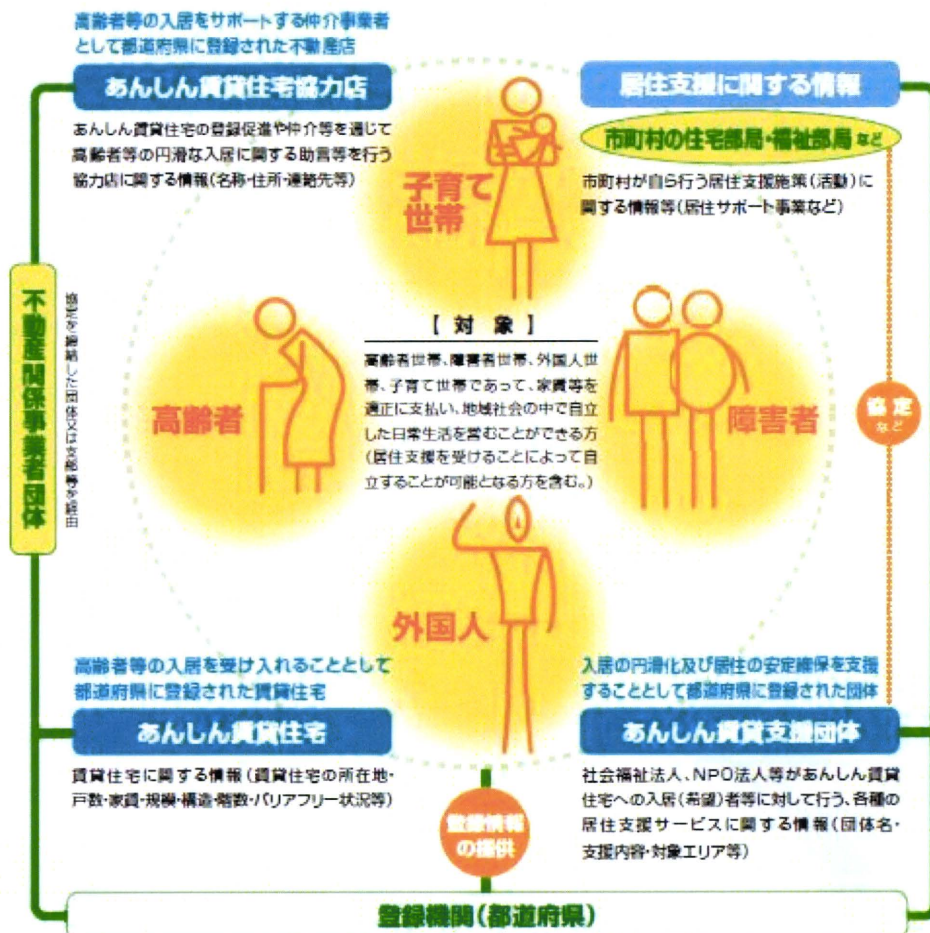 高齢者等の入居をサポートする仲介事業者
として都道府県に登録された不動産店
あんしん賃貸住宅協力店
あんしん賃貸住宅の登録促進や仲介等を通じて
高齢者等の円滑な入居に関する助言等を行う
協力店に関する情報(名称・住所・連絡先等)
居住支援に関する情報
市町村の住宅部局・福祉部局など
市町村が自ら行う居住支援施策(活動)に
関する情報等(居住サポート事業など)
子育て
世帯
不動産関係事業者団体
協定を締結した団体又は支部等を経由
高齢者
【対象】
高齢者世帯、障害者世帯、外国人世
帯、子育て世帯であって、家賃等を
適正に支払い、地域社会の中で自立
した日常生活を営むことができる方
(居住支援を受けることによって自
立することが可能となる方を含む。)
障害者
協定
など
外国人
高齢者等の入居を受け入れることとして
都道府県に登録された賃貸住宅
あんしん賃貸住宅
賃貸住宅に関する情報(賃貸住宅の所在地・
戸数・家賃・規模・構造・階数・バリアフリー状況等)
入居の円滑化及び居住の安定確保を支援
することとして都道府県に登録された団体
あんしん賃貸支援団体
社会福祉法人、NPO法人等があんしん賃貸
住宅への入居(希望)者等に対して行う、各種の
居住支援サービスに関する情報(団体名・
支援内容・対象エリア等)
登録情報
の提供
登録機関(都道府県)